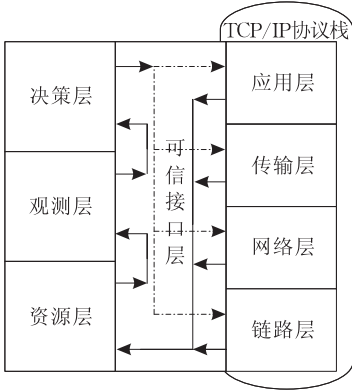 TCP/IP协议栈
决策层
观测层
资源层
可信接口层
应用层
传输层
网络层
链路层